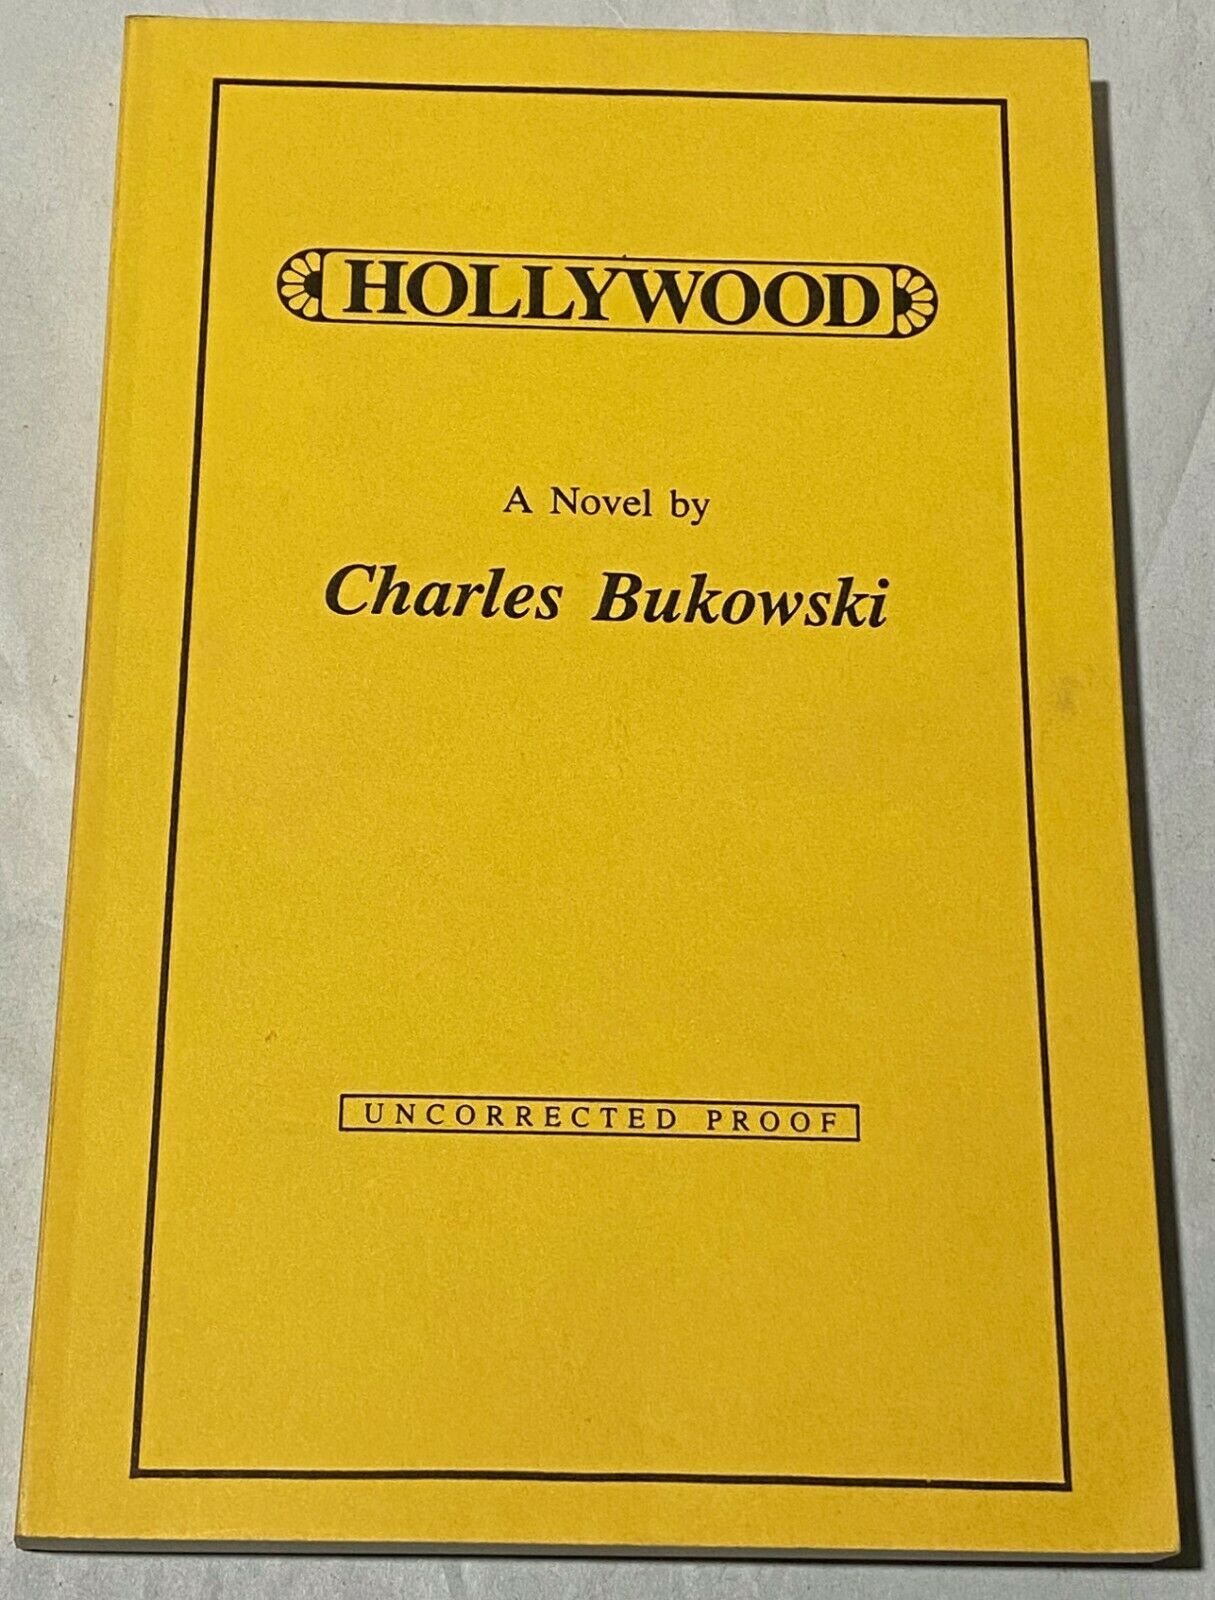 HOLLYWOOD
A Novel by
Charles Bukowski
UNCORRECTED PROOF